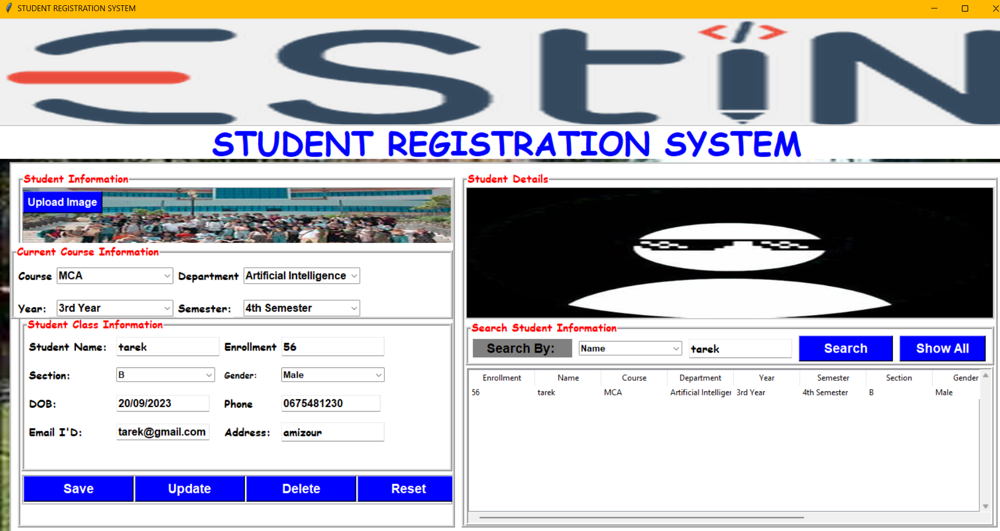 STUDENT REGISTRATION SYSTEM
ESTIN
STUDENT REGISTRATION SYSTEM
Student Information
Upload Image
Current Course Information
Course MCA Department Artificial Intelligence
Year: 3rd Year Semester: 4th Semester
Student Class Information
Student Name: tarek Enrollment 56
Section: B Gender: Male
DOB: 20/09/2023 Phone 0675481230
Email I'D: tarek@gmail.com Address: amizour
Save Update Delete Reset
Student Details
Search Student Information
Search By: Name tarek Search Show All
Enrollment Name Course Department Year Semester Section Gender
56 tarek MCA Artificial Intelliger 3rd Year 4th Semester B Male